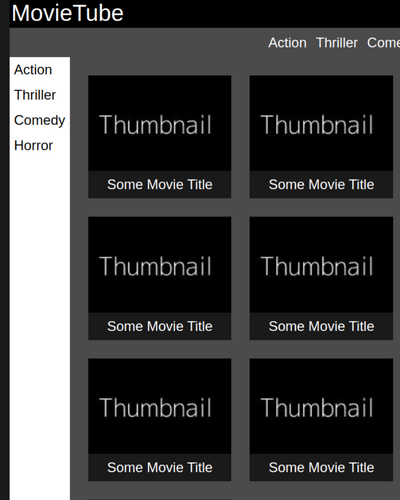 MovieTube
Action Thriller Come
Action
Thriller
Comedy
Horror
Thumbnail Thumbnail
Some Movie Title Some Movie Title
Thumbnail Thumbnail
Some Movie Title Some Movie Title
Thumbnail Thumbnail
Some Movie Title Some Movie Title